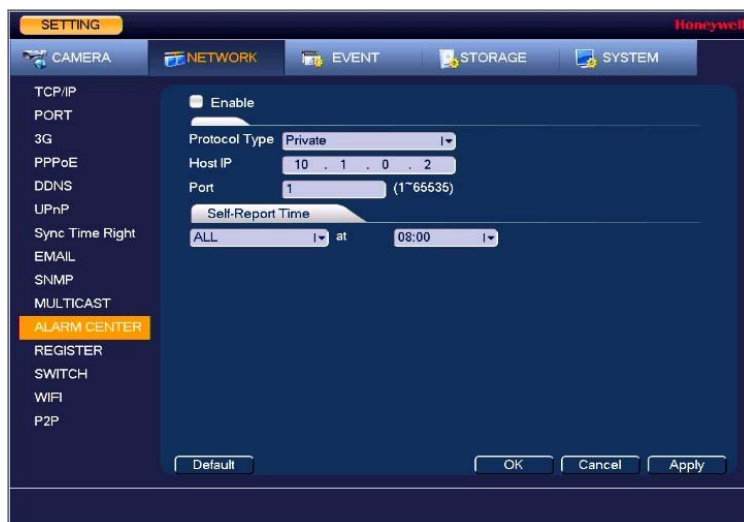 SETTING
Honeywell
CAMERA NETWORK EVENT STORAGE SYSTEM
TCP/IP
PORT
3G
PPPoE
DDNS
UPnP
Sync Time Right
EMAIL
SNMP
MULTICAST
ALARM CENTER
REGISTER
SWITCH
WIFI
P2P
Enable
Protocol Type Private
Host IP 10 . 1 . 0 . 2
Port 1 (1~65535)
Self-Report Time
ALL at 08:00
Default OK Cancel Apply